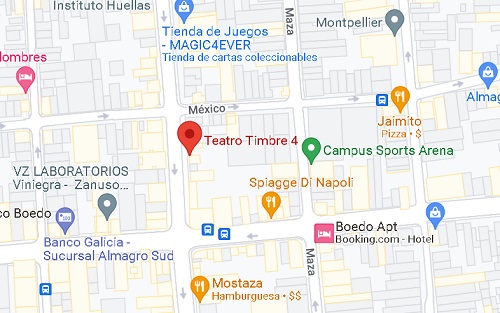 Instituto Huellas
Tienda de Juegos
- MAGIC4EVER
Tienda de cartas coleccionables
Maza
Montpellier
Hombres
México
Jaimito
Pizza • $
Teatro Timbre 4
Campus Sports Arena
VZ LABORATORIOS
Viniegra - Zanuso...
Spiagge Di Napoli
co Boedo
Banco Galicia -
Sucursal Almagro Sud
Boedo Apt
Booking.com - Hotel
Maza
Mostaza
Hamburguesa • $$